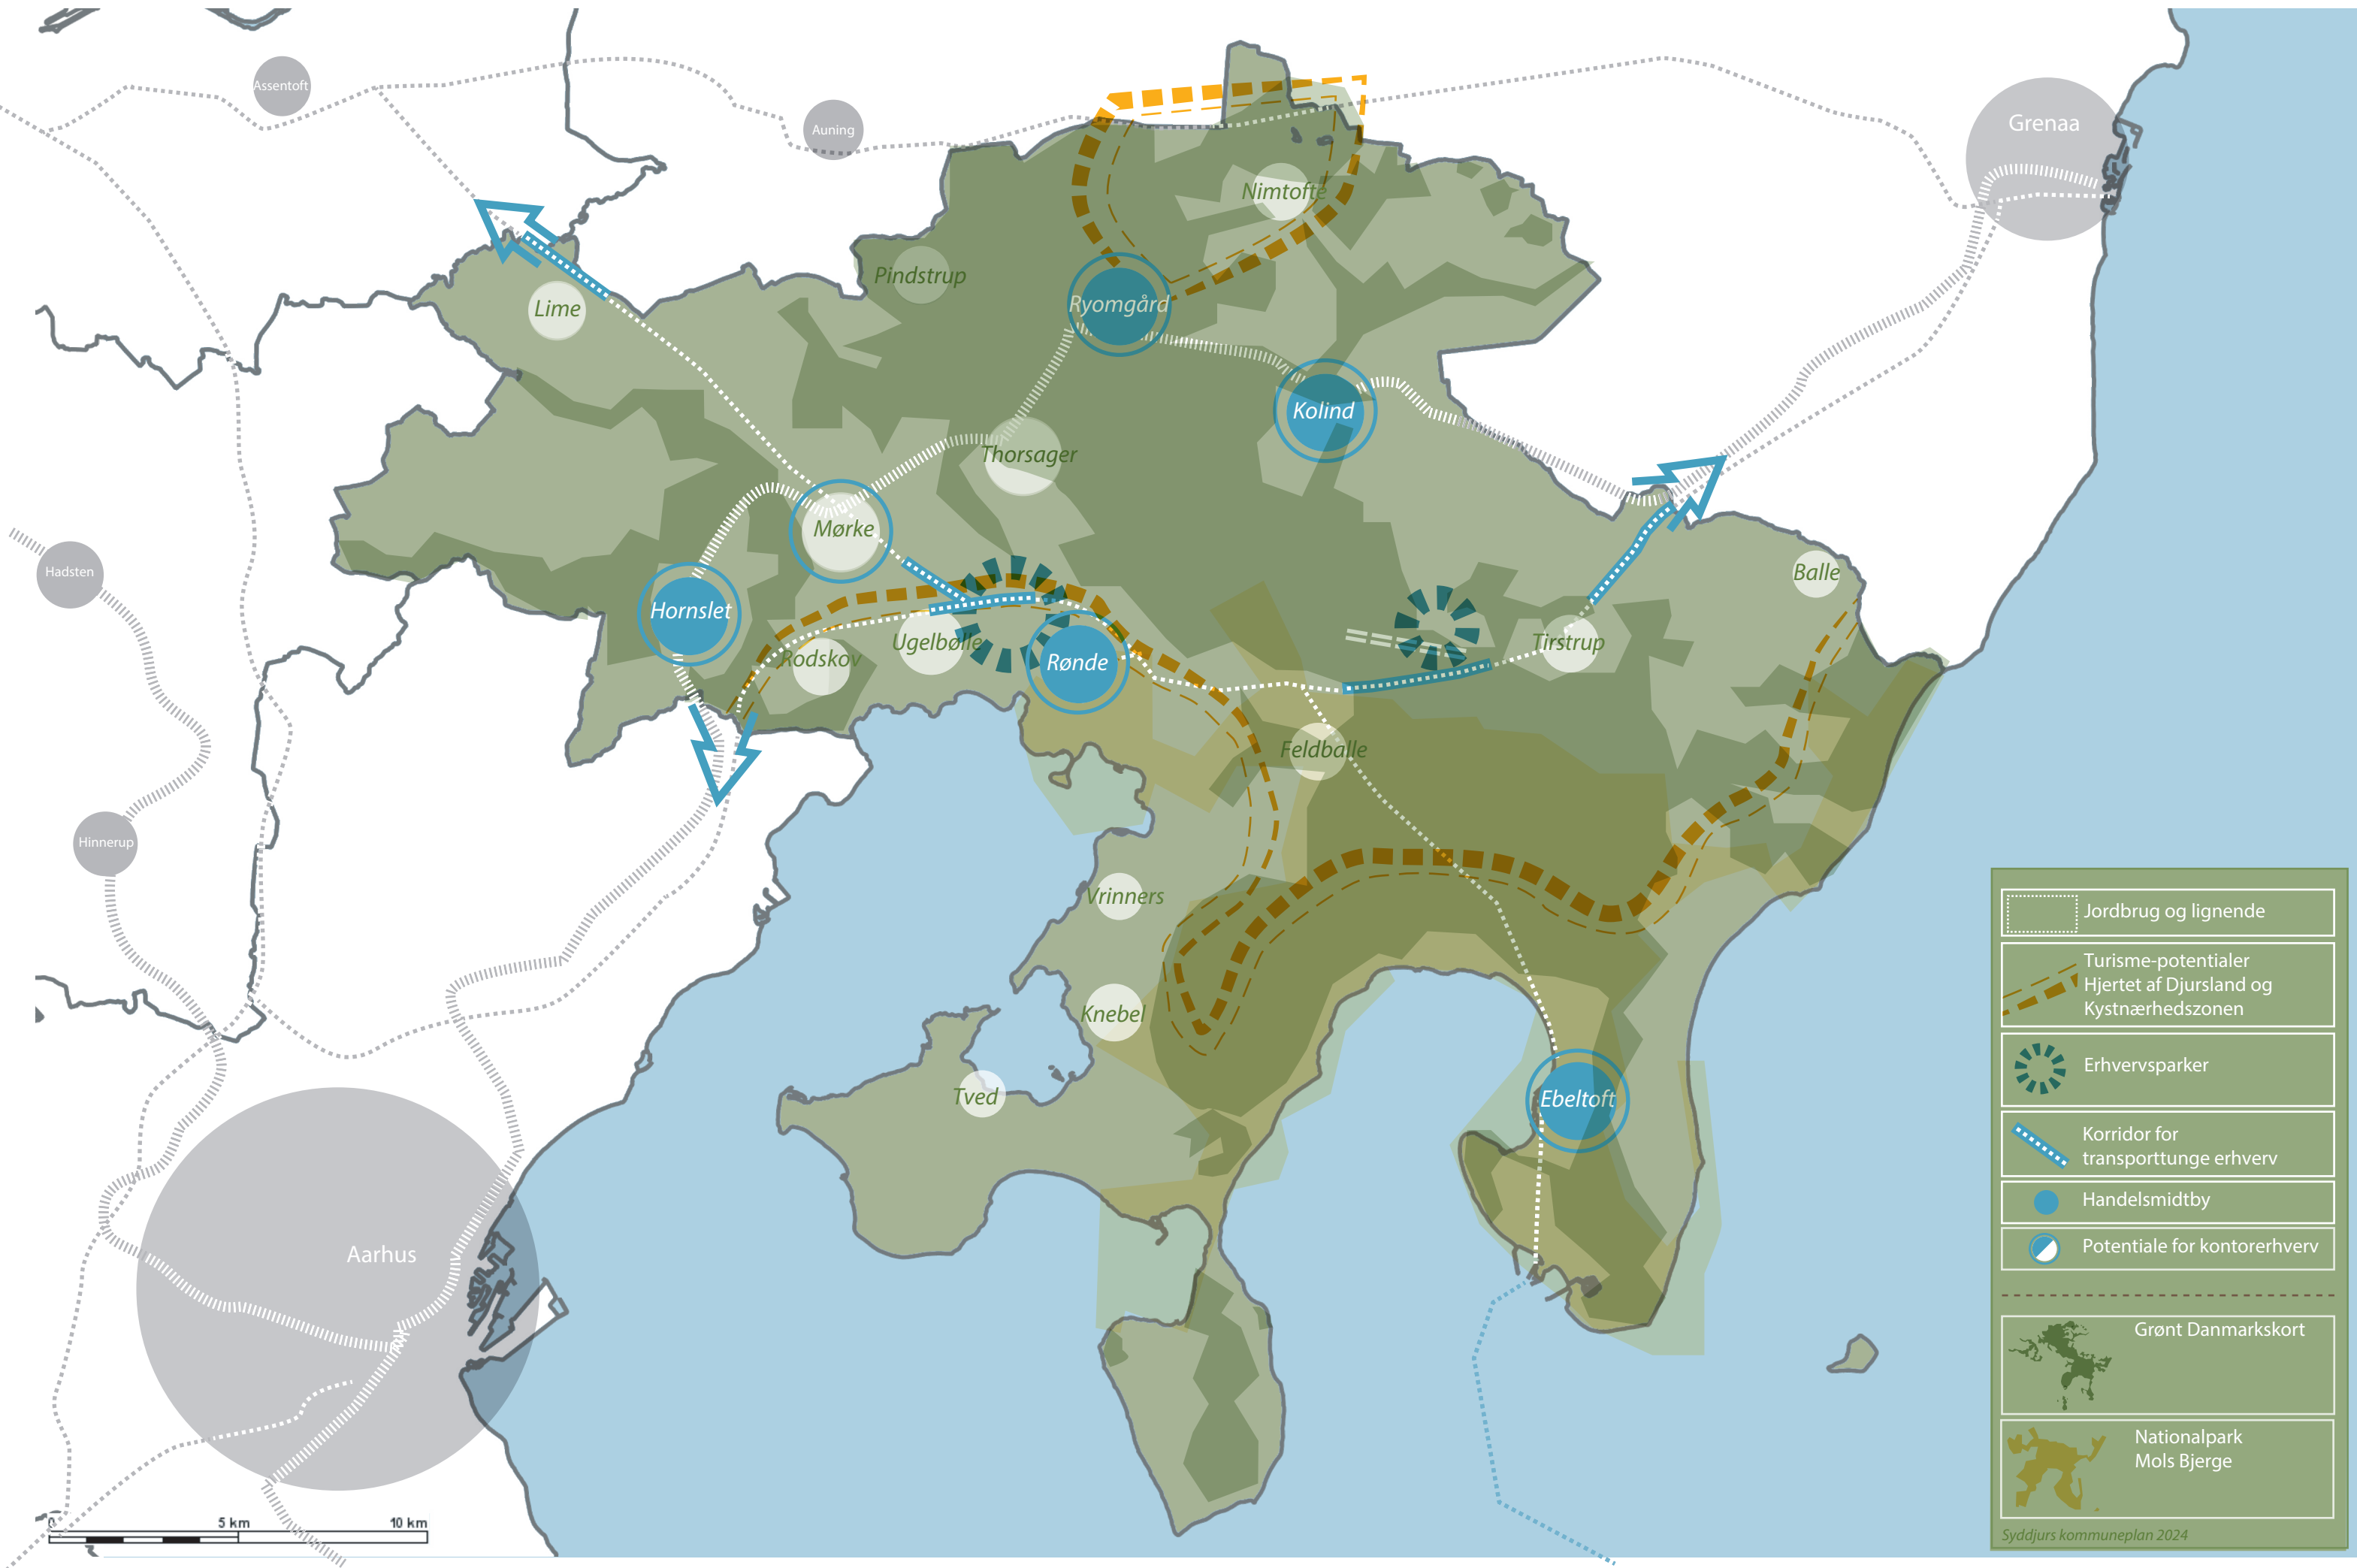 Assentoft
Auning
Grenaa
Nimtofte
Pindstrup
Ryomgård
Lime
Kolind
Thorsager
Mørke
Hadsten
Balle
Hornslet
Ugelbølle
Tirstrup
Rodskov
Rønde
Feldballe
Hinnerup
Vrinners
Knebel
Tved
Ebeltoft
Aarhus
0
5 km
10 km
Jordbrug og lignende
Turisme-potentialer
Hjertet af Djursland og
Kystnærhedszonen
Erhvervsparker
Korridor for
transporttunge erhverv
Handelsmidtby
Potentiale for kontorerhverv
Grønt Danmarkskort
Nationalpark
Mols Bjerge
Syddjurs kommuneplan 2024